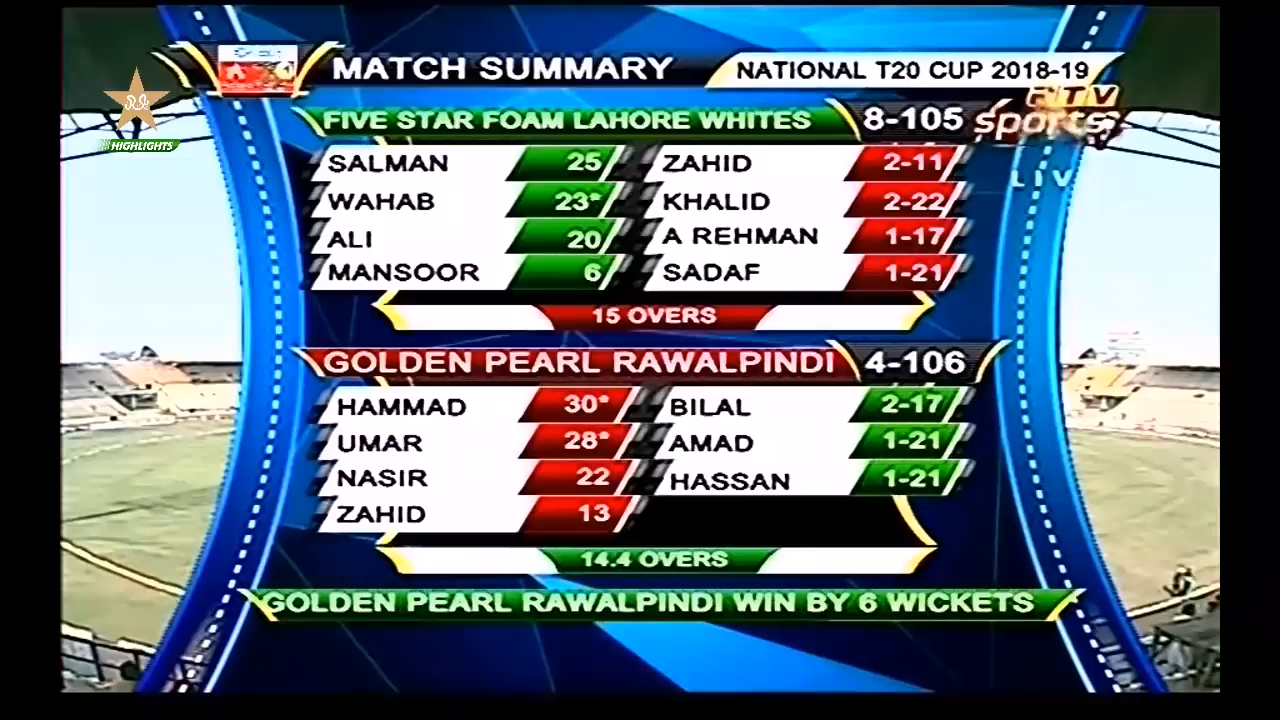 MATCH SUMMARY
NATIONAL T20 CUP 2018-19
HIGHLIGHTS
PTV
sports
LIV
FIVE STAR FOAM LAHORE WHITES 8-105
SALMAN 25 ZAHID 2-11
WAHAB 23* KHALID 2-22
ALI 20 A REHMAN 1-17
MANSOOR 6 SADAF 1-21
15 OVERS
GOLDEN PEARL RAWALPINDI 4-106
HAMMAD 30* BILAL 2-17
UMAR 28* AMAD 1-21
NASIR 22 HASSAN 1-21
ZAHID 13
14.4 OVERS
GOLDEN PEARL RAWALPINDI WIN BY 6 WICKETS